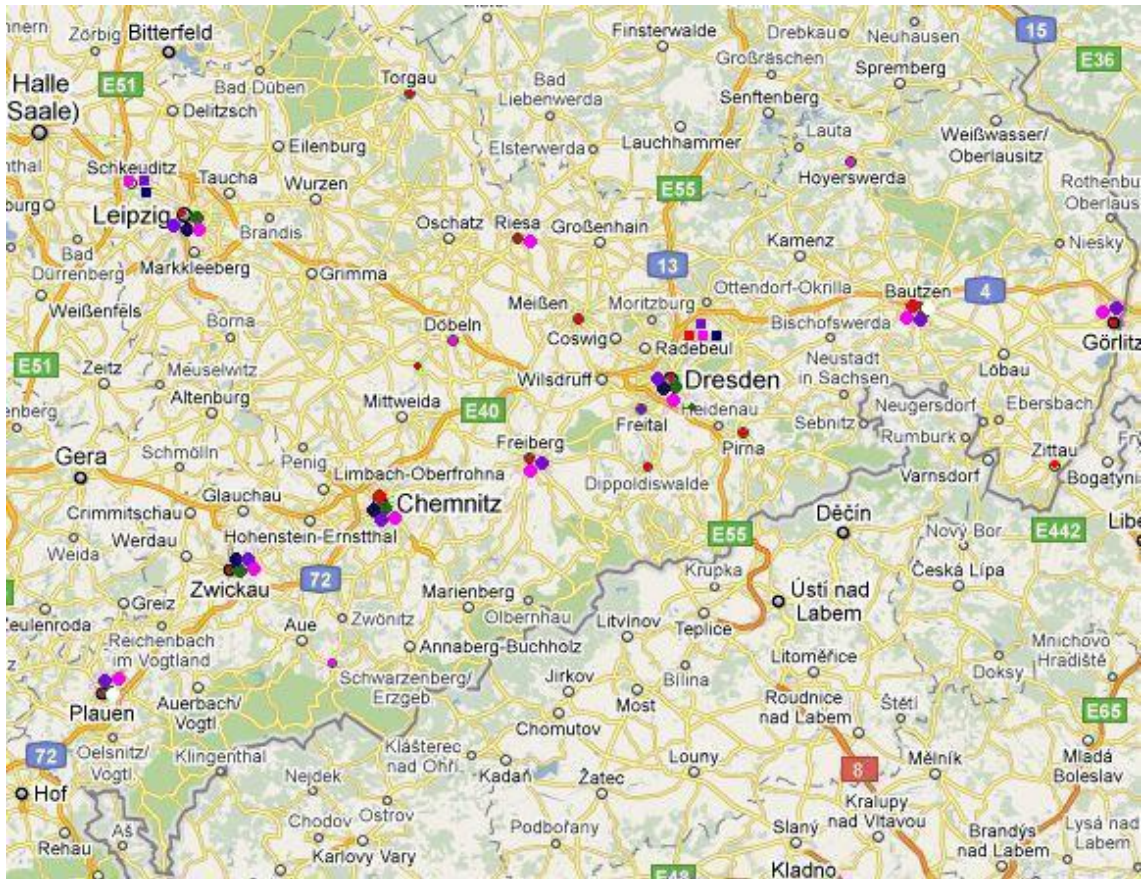 Finsterwalde
Drebkau
Neuhausen
15
E36
Zörbig
Bitterfeld
Großräschen
Spremberg
Halle
(Saale)
E51
Bad Düben
Torgau
Bad
Liebenwerda
Senftenberg
Delitzsch
Lauchhammer
Lauta
Weißwasser/
Oberlausitz
Eilenburg
Elsterwerda
Hoyerswerda
Schkeuditz
Taucha
Wurzen
E55
Rothenbu
Oberlaus
Leipzig
Brandis
Oschatz
Riesa
Großenhain
Kamenz
Niesky
Bad
Dürrenberg
Markkleeberg
Grimma
13
Weißenfels
Meißen
Moritzburg
Ottendorf-Okrilla
Bautzen
4
Borna
Döbeln
Coswig
Bischofswerda
Görlitz
E51
Radebeul
Zeitz
Meuselwitz
Wilsdruff
Dresden
Neustadt
in Sachsen
Löbau
Altenburg
Mittweida
E40
Freital
Heidenau
Sebnitz
Neugersdorf
Ebersbach
Gera
Schmölln
Penig
Freiberg
Pirna
Rumburk
Zittau
Limbach-Oberfrohna
Dippoldiswalde
Varnsdorf
Bogatyni
Glauchau
Chemnitz
Crimmitschau
E55
Děčín
Nový Bor
E442
Libe
Weida
Werdau
Hohenstein-Ernstthal
Zwickau
72
Krupka
Ústí nad
Labem
Česká Lípa
Greiz
Marienberg
Zeulenroda
Aue
Zwönitz
Olbernhau
Litvínov
Teplice
Reichenbach
im Vogtland
Annaberg-Buchholz
Litoměřice
Mnichovo
Hradiště
Schwarzenberg/
Erzgeb
Jirkov
Bílina
Doksy
Plauen
Auerbach/
Vogtl
Most
Roudnice
nad Labem
Štětí
E65
Chomutov
Oelsnitz/
Vogtl.
72
Klingenthal
Klášterec
nad Ohří.
Kadaň
Louny
8
Mělník
Mladá
Boleslav
Hof
Nejdek
Žatec
Aš
Chodov
Ostrov
Podbořany
Kralupy
nad Vltavou
Rehau
Karlovy Vary
Slaný
Brandýs
nad Labem
Lysá nad
Labem
E48
Kladno